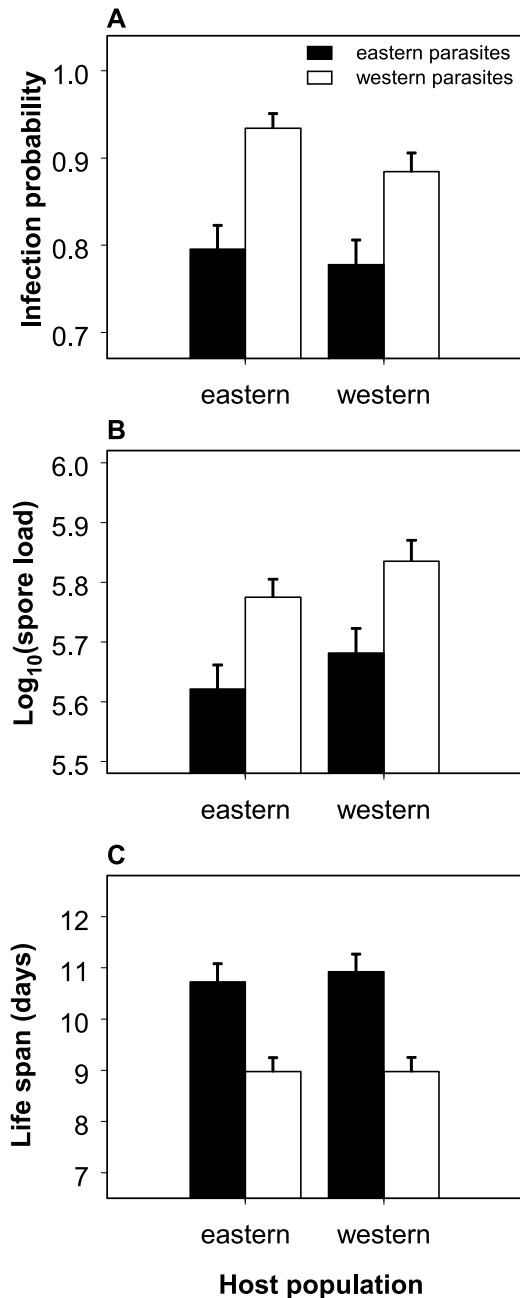 A
eastern parasites
western parasites
Infection probability
1.0
0.9
0.8
0.7
eastern western
B
Log10(spore load)
6.0
5.9
5.8
5.7
5.6
5.5
eastern western
C
Life span (days)
12
11
10
9
8
7
eastern western
Host population